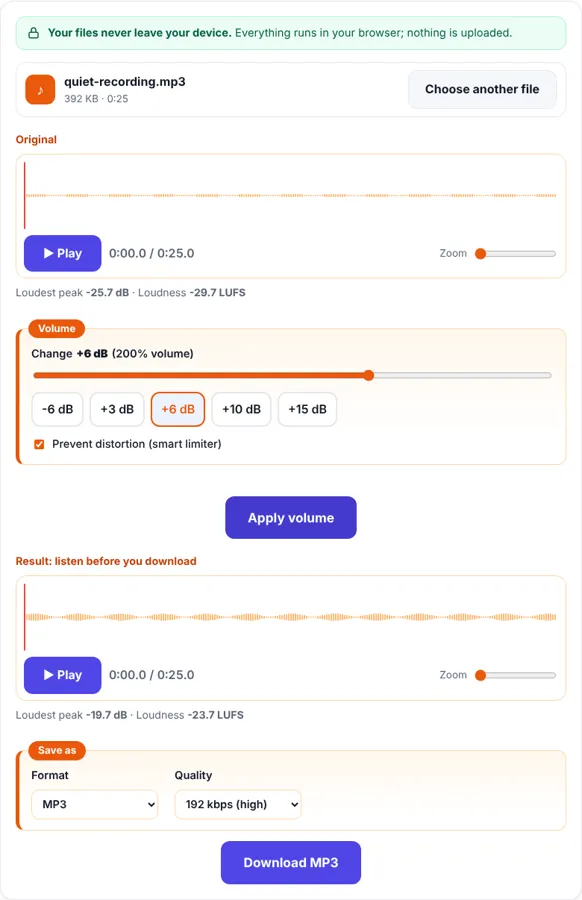 Your files never leave your device. Everything runs in your browser; nothing is uploaded.
quiet-recording.mp3
392 KB · 0:25
Choose another file
Original
▶ Play
0:00.0 / 0:25.0
Zoom
Loudest peak -25.7 dB · Loudness -29.7 LUFS
Volume
Change +6 dB (200% volume)
-6 dB
+3 dB
+6 dB
+10 dB
+15 dB
Prevent distortion (smart limiter)
Apply volume
Result: listen before you download
▶ Play
0:00.0 / 0:25.0
Zoom
Loudest peak -19.7 dB · Loudness -23.7 LUFS
Save as
Format
Quality
MP3
192 kbps (high)
Download MP3